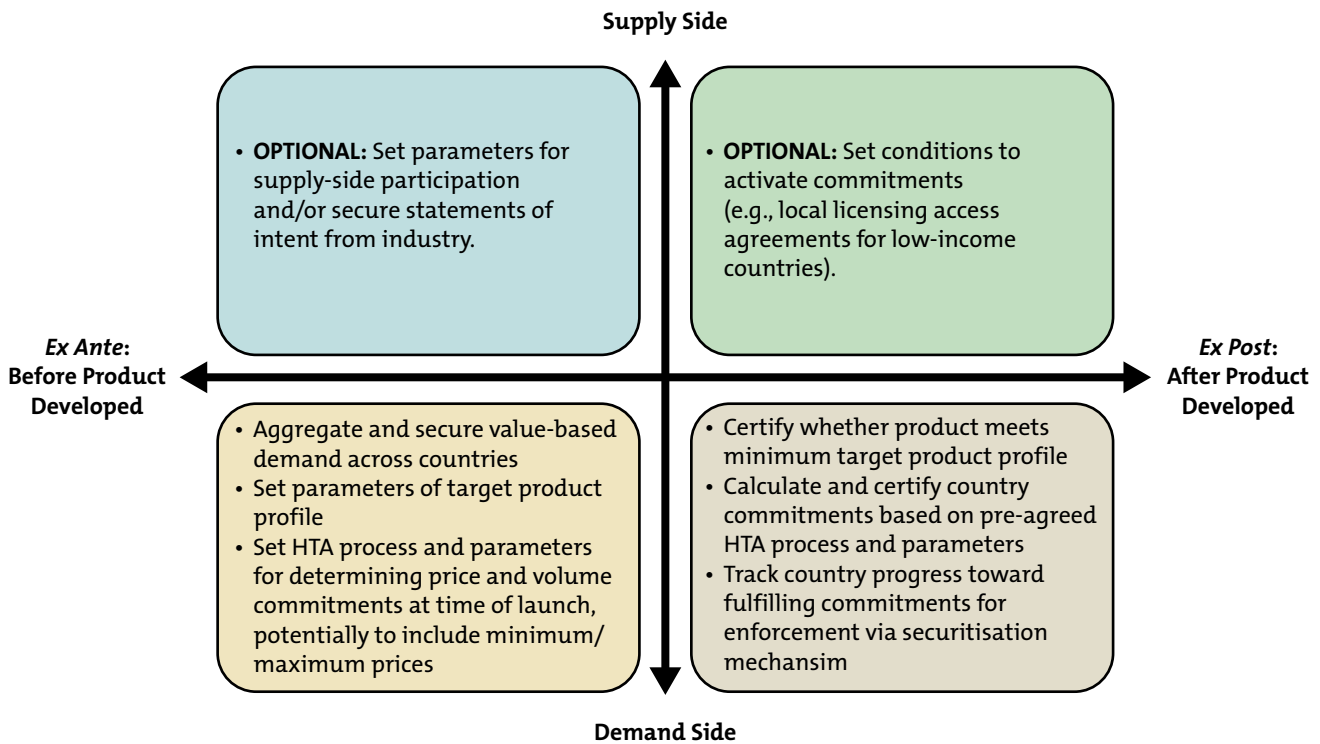 Supply Side
• OPTIONAL: Set parameters for
supply-side participation
and/or secure statements of
intent from industry.
• OPTIONAL: Set conditions to
activate commitments
(e.g., local licensing access
agreements for low-income
countries).
Ex Ante:
Before Product
Developed
Ex Post:
After Product
Developed
• Aggregate and secure value-based
demand across countries
• Set parameters of target product
profile
• Set HTA process and parameters
for determining price and volume
commitments at time of launch,
potentially to include minimum/
maximum prices
• Certify whether product meets
minimum target product profile
• Calculate and certify country
commitments based on pre-agreed
HTA process and parameters
• Track country progress toward
fulfilling commitments for
enforcement via securitisation
mechansim
Demand Side